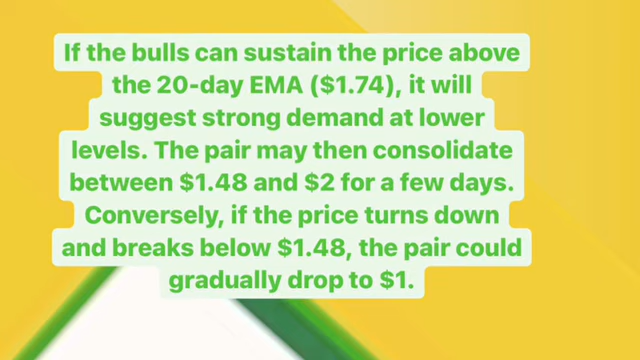 If the bulls can sustain the price above
the 20-day EMA ($1.74), it will
suggest strong demand at lower
levels. The pair may then consolidate
between $1.48 and $2 for a few days.
Conversely, if the price turns down
and breaks below $1.48, the pair could
gradually drop to $1.